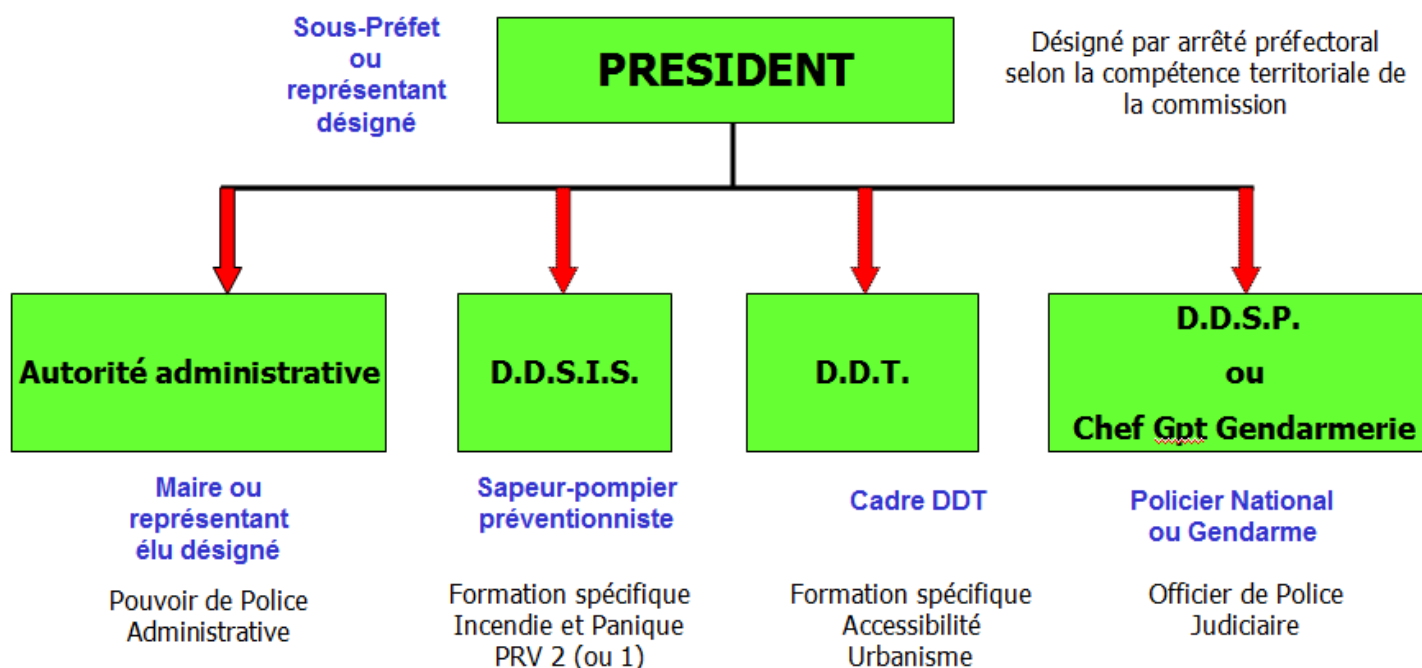 Sous-Préfet
ou
représentant
désigné
PRESIDENT
Désigné par arrêté préfectoral
selon la compétence territoriale de
la commission
Autorité administrative
D.D.S.I.S.
D.D.T.
D.D.S.P.
ou
Chef Gpt Gendarmerie
Maire ou
représentant
élu désigné
Sapeur-pompier
préventionniste
Cadre DDT
Policier National
ou Gendarme
Pouvoir de Police
Administrative
Formation spécifique
Incendie et Panique
PRV 2 (ou 1)
Formation spécifique
Accessibilité
Urbanisme
Officier de Police
Judiciaire